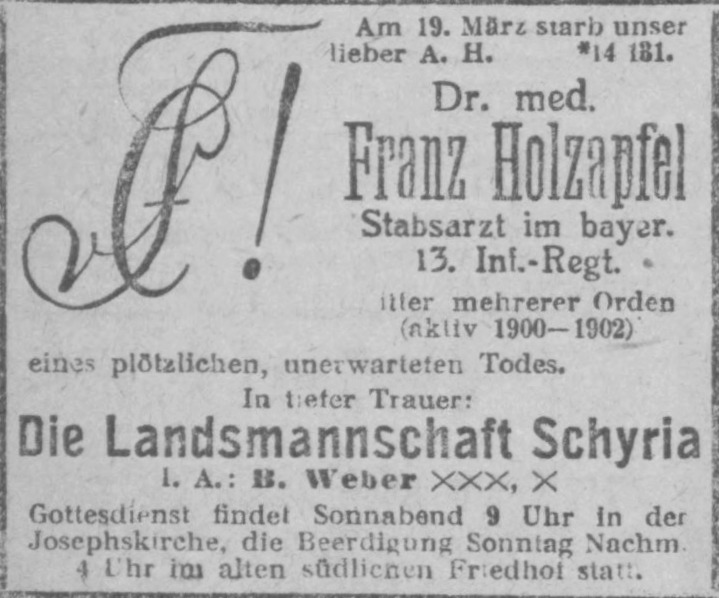 Am 19. März starb unser
lieber A. H. *14 131.
Dr. med.
Franz Holzapfel
Stabsarzt im bayer.
13. Inf.-Regt.
itter mehrerer Orden
(aktiv 1900—1902)
eines plötzlichen, unerwarteten Todes.
In tiefer Trauer:
Die Landsmannschaft Schyria
I. A.: B. Weber XXX, X
Gottesdienst findet Sonnabend 9 Uhr in der
Josephskirche, die Beerdigung Sonntag Nachm.
4 Uhr im alten südlichen Friedhof statt.